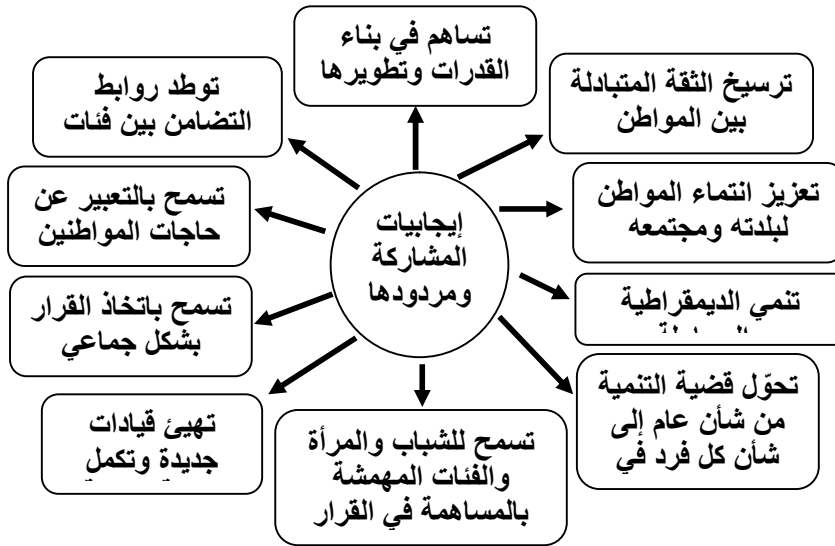 تساهم في بناء
القدرات وتطويرها
ترسيخ الثقة المتبادلة
بين المواطن
تعزيز انتماء المواطن
لبلدته ومجتمعه
تنمي الديمقراطية
تحوّل قضية التنمية
من شأن عام إلى
شأن كل فرد في
تسمح للشباب والمرأة
والفئات المهمشة
بالمساهمة في القرار
تهيئ قيادات
جديدة وتكمل
تسمح باتخاذ القرار
بشكل جماعي
تسمح بالتعبير عن
حاجات المواطنين
توطد روابط
التضامن بين فئات
إيجابيات
المشاركة
ومردودها